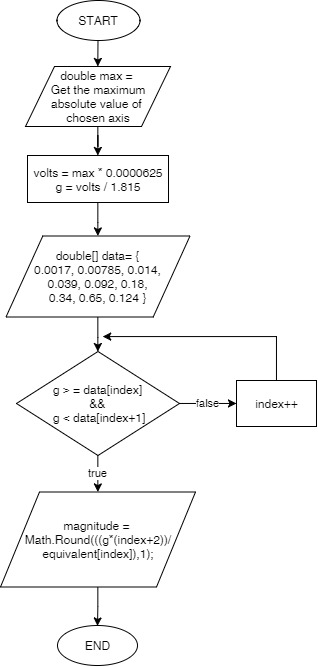 START
double max =
Get the maximum
absolute value of
chosen axis
volts = max * 0.0000625
g = volts / 1.815
double[] data= {
0.0017, 0.00785, 0.014,
0.039, 0.092, 0.18,
0.34, 0.65, 0.124 }
g > = data[index]
&&
g < data[index+1]
false
index++
true
magnitude =
Math.Round(((g*(index+2))/
equivalent[index]),1);
END